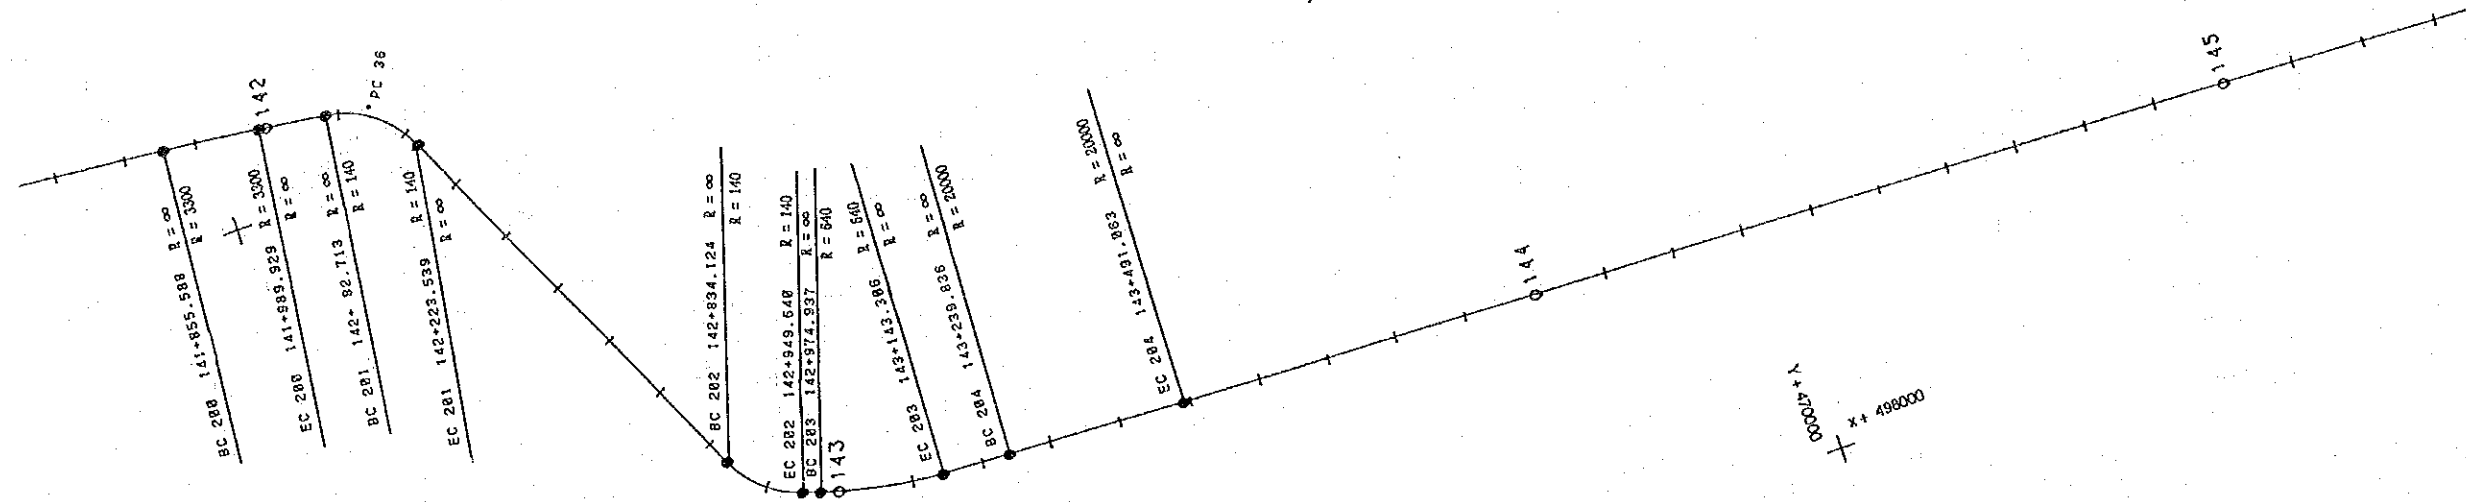 BC 200 141+855.588 R = ∞
R = 3300
EC 200 141+989.929 R = 3300
R = ∞
142
BC 201 142+ 82.713 R = ∞
R = 140
PC 36
EC 201 142+223.539 R = 140
R = ∞
BC 202 142+834.124 R = ∞
R = 140
EC 202 142+949.640 R = 140
BC 203 142+974.937 R = ∞
R = 640
143
EC 203 143+143.306 R = 640
R = ∞
BC 204 143+239.836 R = ∞
R = 20000
EC 204 143+491.063 R = 20000
R = ∞
144
145
Y+470000
X+ 498000